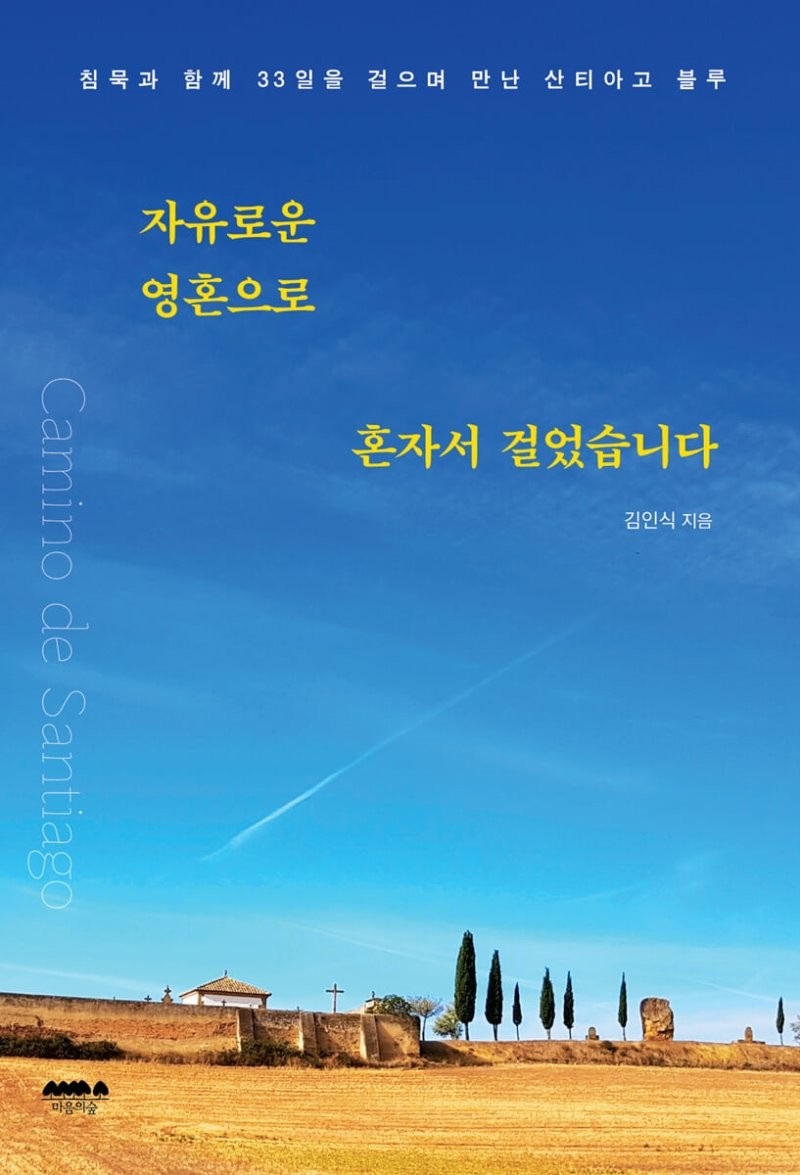 침묵과 함께 33일을 걸으며 만난 산티아고 블루
자유로운
영혼으로
혼자서 걸었습니다
김인식 지음
Camino de Santiago
마음의숲